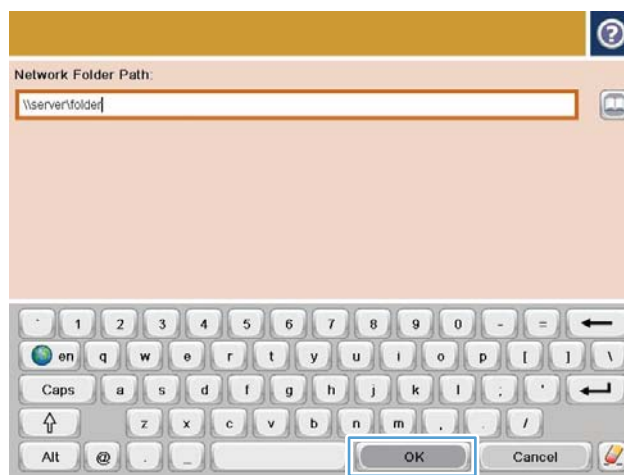 ?
Network Folder Path:
\\server\folder
` 1 2 3 4 5 6 7 8 9 0 - =
en q w e r t y u i o p [ ] \
Caps a s d f g h j k l ; '
z x c v b n m , . /
Alt @ . _ OK Cancel